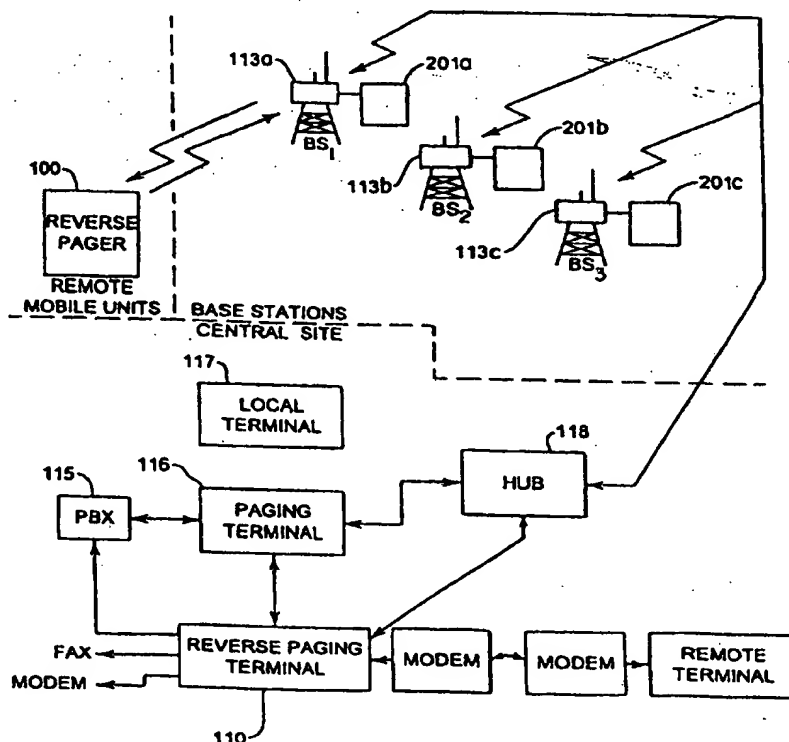 113a
201a
BS1
201b
113b
BS2
201c
113c
BS3
100
REVERSE
PAGER
REMOTE
MOBILE UNITS
BASE STATIONS
CENTRAL SITE
117
LOCAL
TERMINAL
118
HUB
116
115
PBX
PAGING
TERMINAL
REVERSE PAGING
TERMINAL
FAX
MODEM
MODEM
MODEM
REMOTE
TERMINAL
110